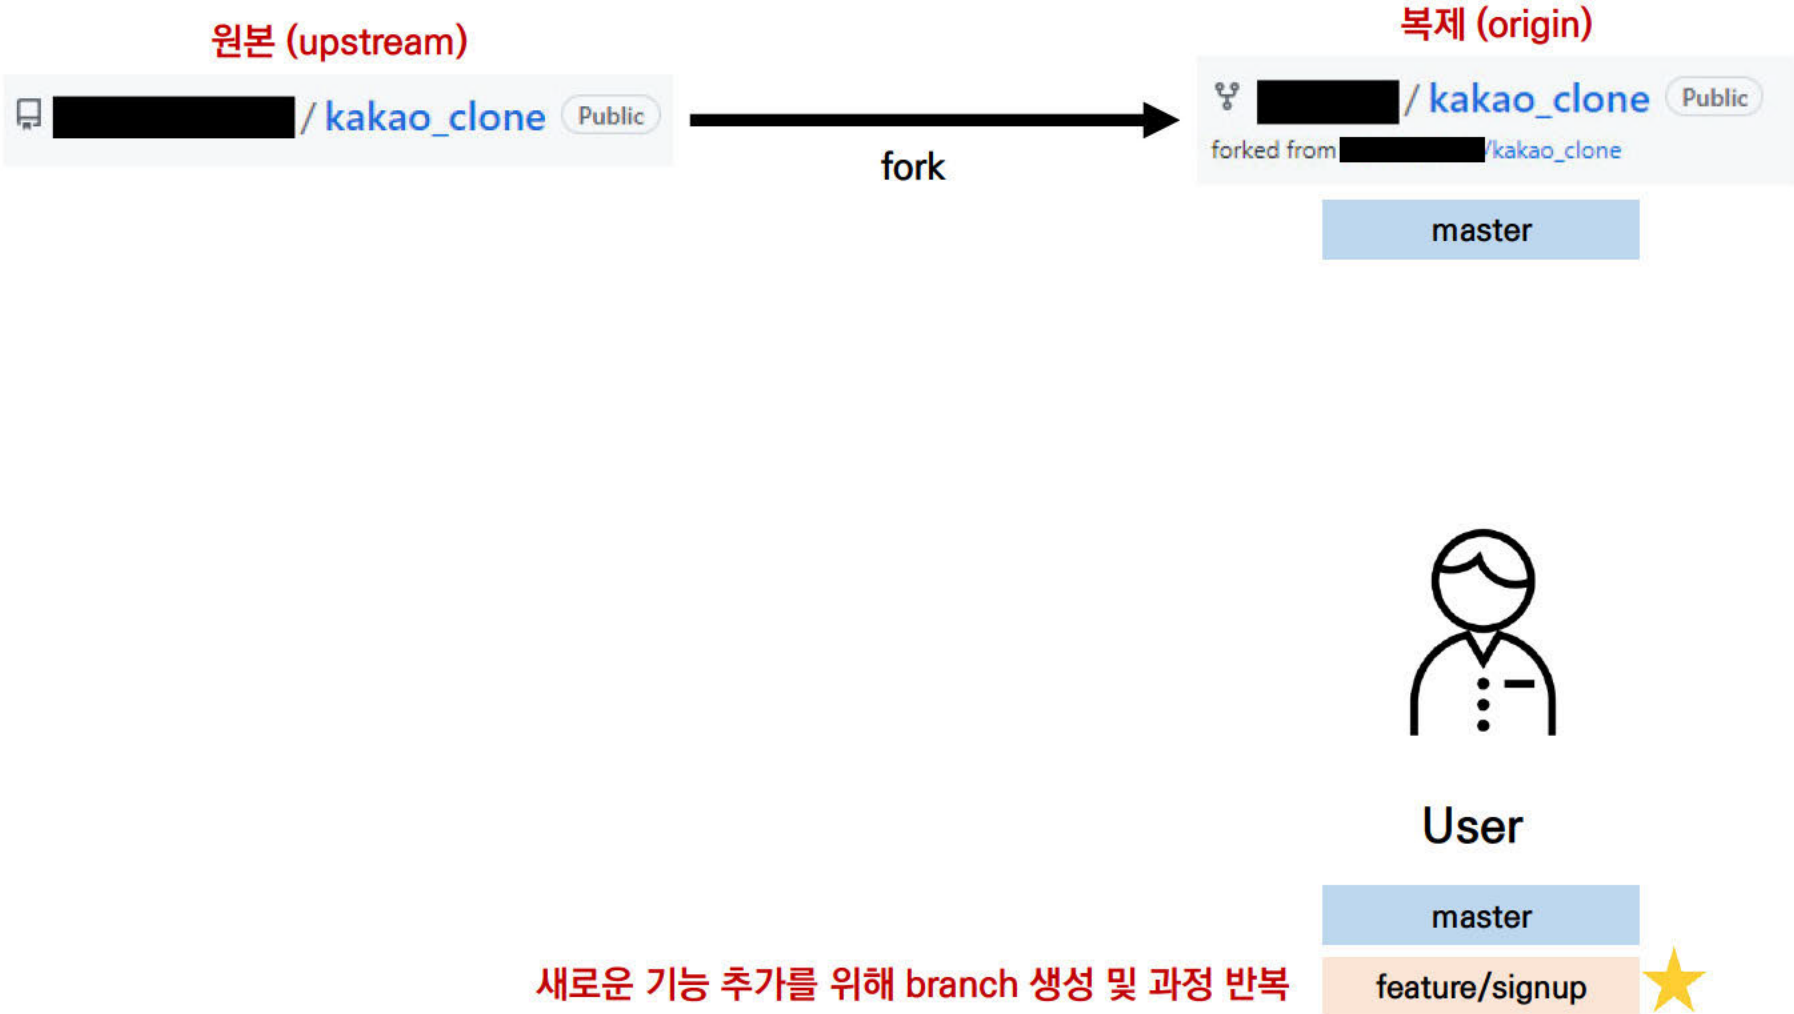 원본 (upstream)
/ kakao_clone Public
fork
복제 (origin)
/ kakao_clone Public
forked from /kakao_clone
master
User
master
새로운 기능 추가를 위해 branch 생성 및 과정 반복
feature/signup